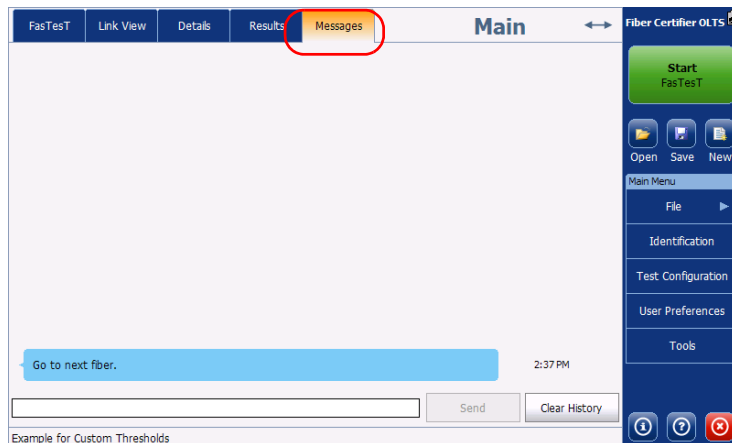 FasTesT Link View Details Results Messages Main Fiber Certifier OLTS
Start
FasTesT
Open Save New
Main Menu
File
Identification
Test Configuration
User Preferences
Tools
Go to next fiber. 2:37 PM
Send Clear History
Example for Custom Thresholds